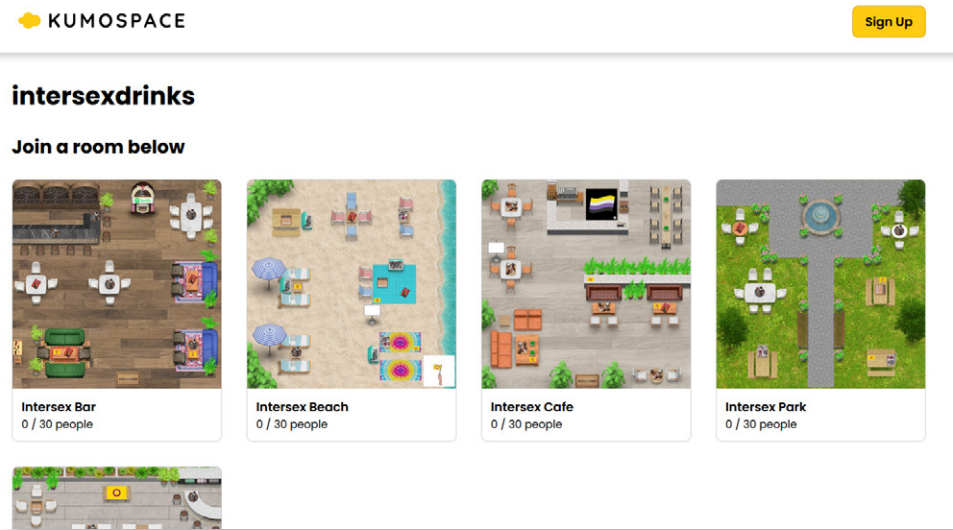 KUMOSPACE
Sign Up
intersexdrinks
Join a room below
Intersex Bar
0 / 30 people
Intersex Beach
0 / 30 people
Intersex Cafe
0 / 30 people
Intersex Park
0 / 30 people